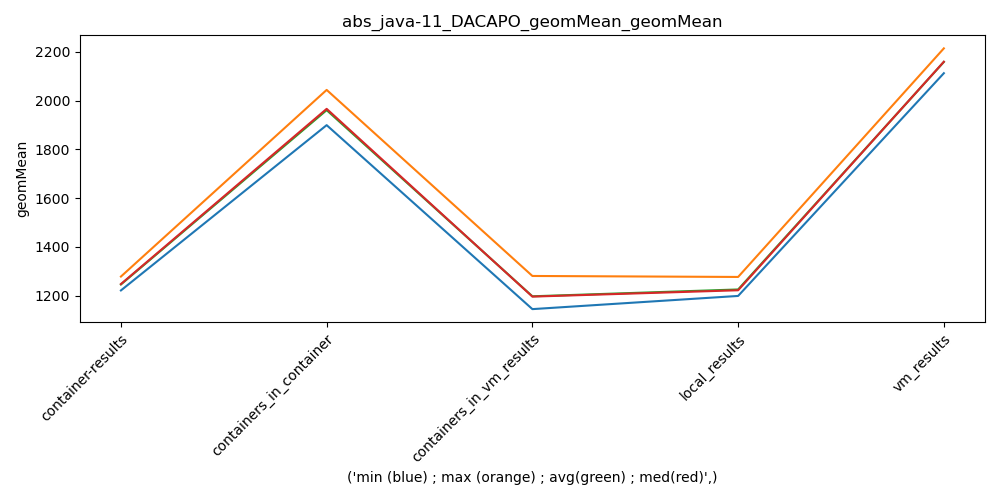 abs_java-11_DACAPO_geomMean_geomMean
2200
2000
1800
1600
1400
1200
geomMean
container-results
containers_in_container
containers_in_vm_results
local_results
vm_results
('min (blue) ; max (orange) ; avg(green) ; med(red)',)